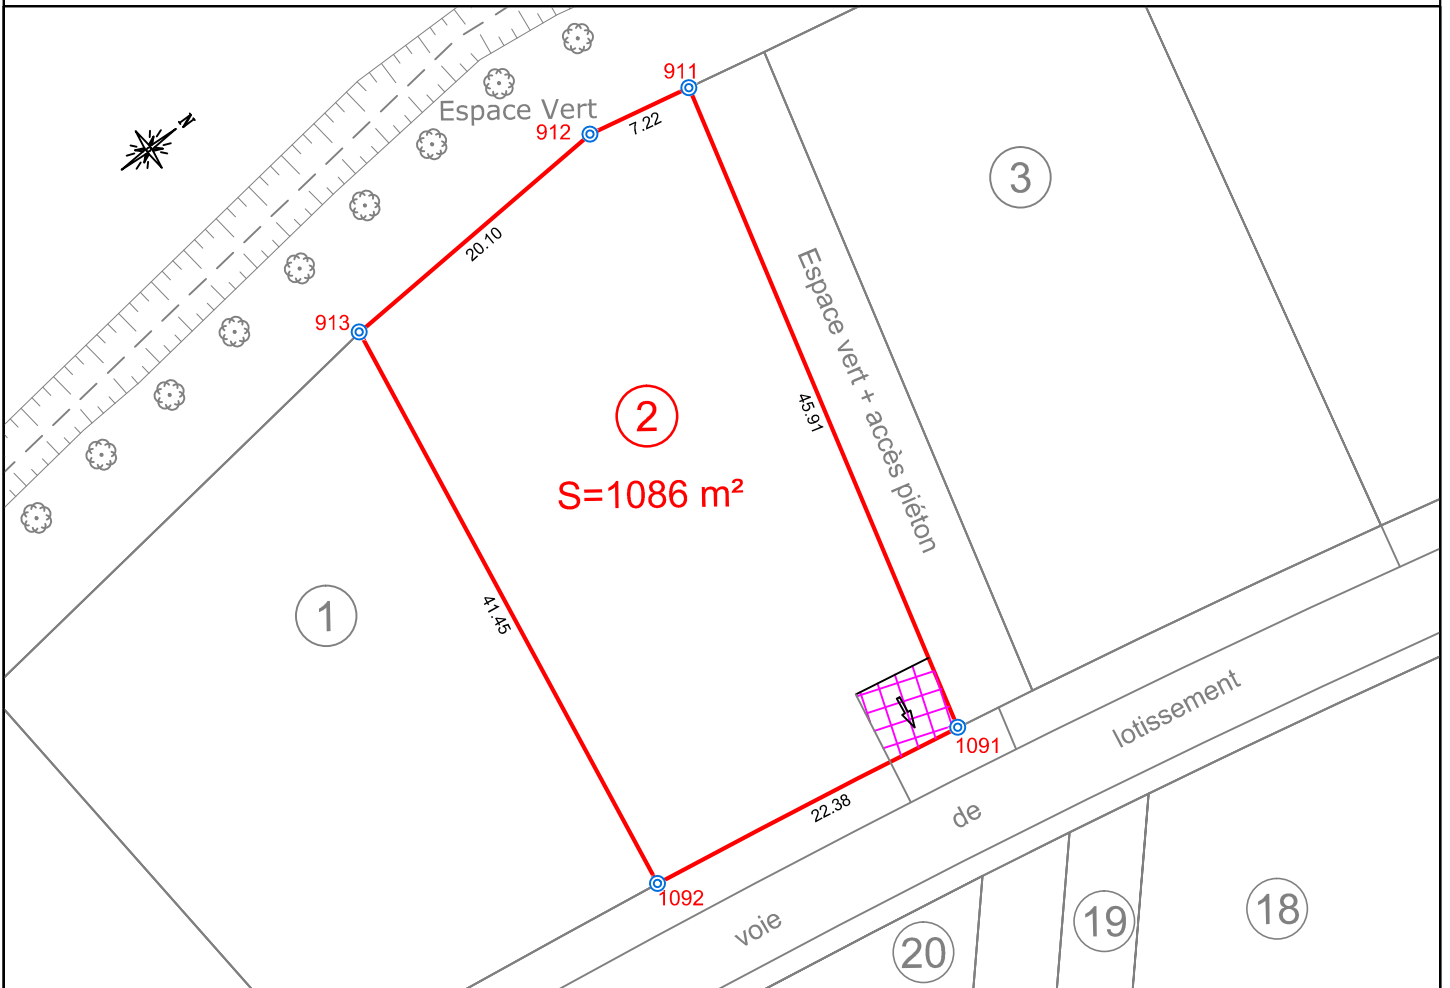 911
Espace Vert
912
7.22
N
3
20.10
913
Espace vert + accès piéton
45.91
2
S=1086 m²
1
41.45
lotissement
1091
22.38
de
1092
voie
18
19
20